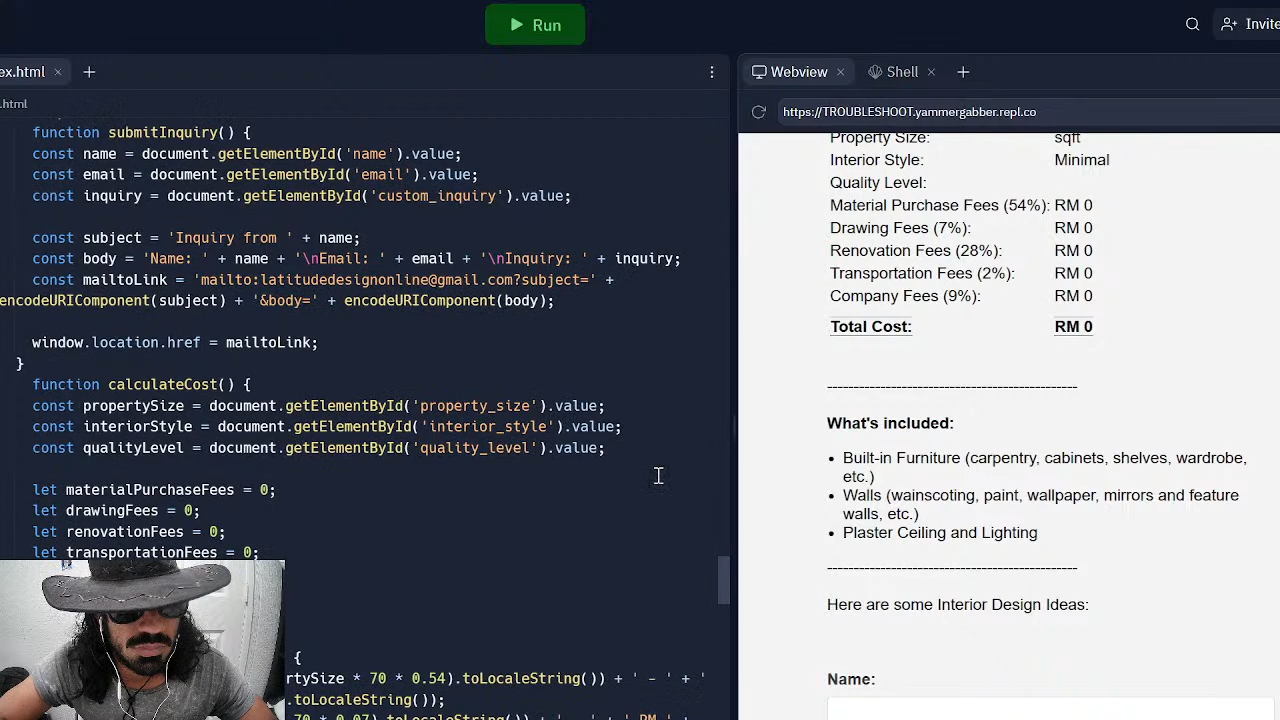 Run
Invite
ex.html
Webview
Shell
.html
https://TROUBLESHOOT.yammergabber.repl.co
function submitInquiry() {
const name = document.getElementById('name').value;
const email = document.getElementById('email').value;
const inquiry = document.getElementById('custom_inquiry').value;
const subject = 'Inquiry from ' + name;
const body = 'Name: ' + name + '\nEmail: ' + email + '\nInquiry: ' + inquiry;
const mailtoLink = 'mailto:latitudedesignonline@gmail.com?subject=' +
encodeURIComponent(subject) + '&body=' + encodeURIComponent(body);
window.location.href = mailtoLink;
}
function calculateCost() {
const propertySize = document.getElementById('property_size').value;
const interiorStyle = document.getElementById('interior_style').value;
const qualityLevel = document.getElementById('quality_level').value;
let materialPurchaseFees = 0;
let drawingFees = 0;
let renovationFees = 0;
let transportationFees = 0;
{
rtySize * 70 * 0.54).toLocaleString()) + ' - ' + '
.toLocaleString());
Property Size: sqft
Interior Style: Minimal
Quality Level:
Material Purchase Fees (54%): RM 0
Drawing Fees (7%): RM 0
Renovation Fees (28%): RM 0
Transportation Fees (2%): RM 0
Company Fees (9%): RM 0
Total Cost: RM 0
-----------------------------------------------
What's included:
• Built-in Furniture (carpentry, cabinets, shelves, wardrobe,
etc.)
• Walls (wainscoting, paint, wallpaper, mirrors and feature
walls, etc.)
• Plaster Ceiling and Lighting
-----------------------------------------------
Here are some Interior Design Ideas:
Name: